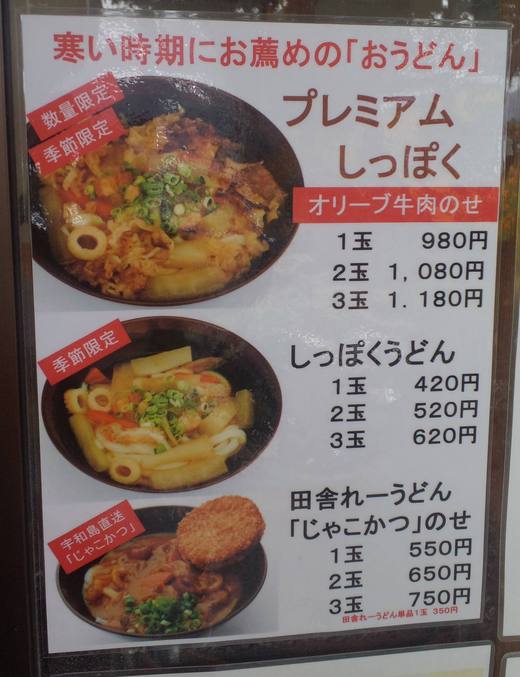 寒い時期にお薦めの「おうどん」
数量限定
季節限定
プレミアム
しっぽく
オリーブ牛肉のせ
1玉 980円
2玉 1,080円
3玉 1.180円
季節限定
しっぽくうどん
1玉 420円
2玉 520円
3玉 620円
宇和島直送
「じゃこかつ」
田舎れーうどん
「じゃこかつ」のせ
1玉 550円
2玉 650円
3玉 750円
田舎れーうどん単品1玉 350円